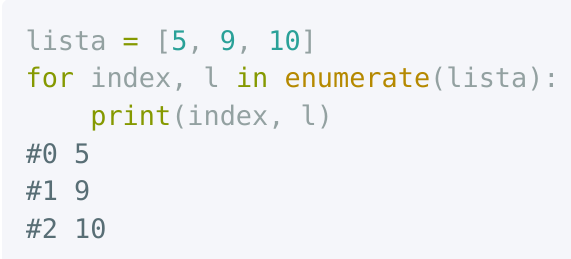 lista = [5, 9, 10]
for index, l in enumerate(lista):
    print(index, l)
#0 5
#1 9
#2 10